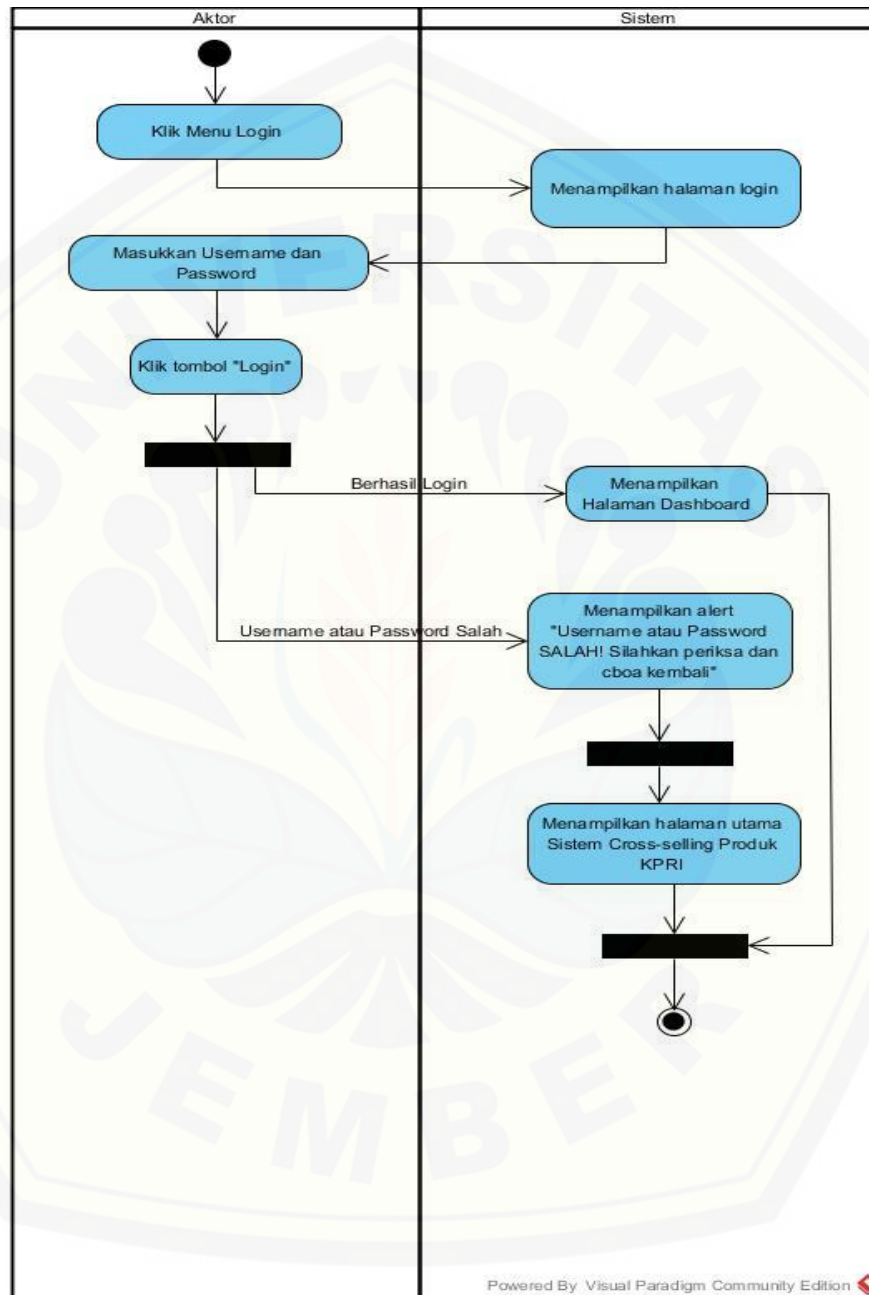 Aktor
Sistem
Klik Menu Login
Menampilkan halaman login
Masukkan Username dan
Password
Klik tombol "Login"
Berhasil Login
Menampilkan
Halaman Dashboard
Username atau Password Salah
Menampilkan alert
"Username atau Password
SALAH! Silahkan periksa dan
cboa kembali"
Menampilkan halaman utama
Sistem Cross-selling Produk
KPRI
UNIVERSITAS
JEMBER
Powered By Visual Paradigm Community Edition